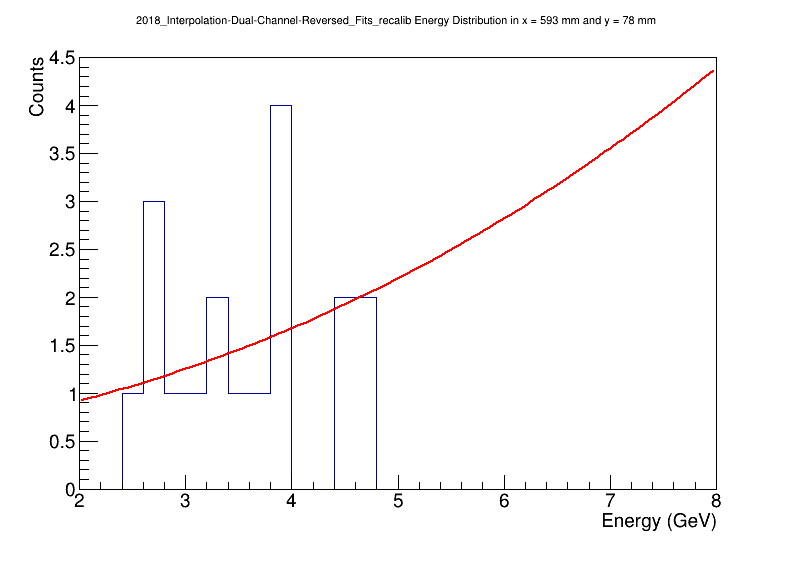 2018_Interpolation-Dual-Channel-Reversed_Fits_recalib Energy Distribution in x = 593 mm and y = 78 mm
Counts
4.5
4
3.5
3
2.5
2
1.5
1
0.5
0
2 3 4 5 6 7 8
Energy (GeV)